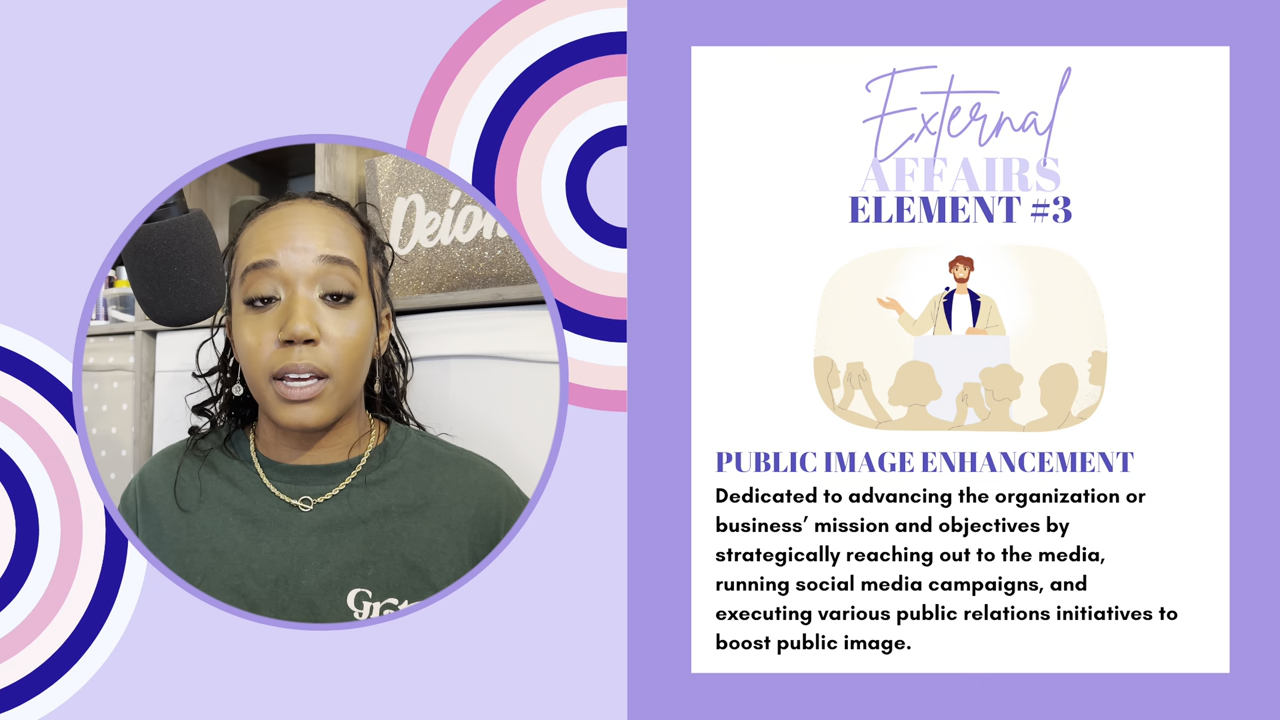 External
AFFAIRS
ELEMENT #3
PUBLIC IMAGE ENHANCEMENT
Dedicated to advancing the organization or
business’ mission and objectives by
strategically reaching out to the media,
running social media campaigns, and
executing various public relations initiatives to
boost public image.